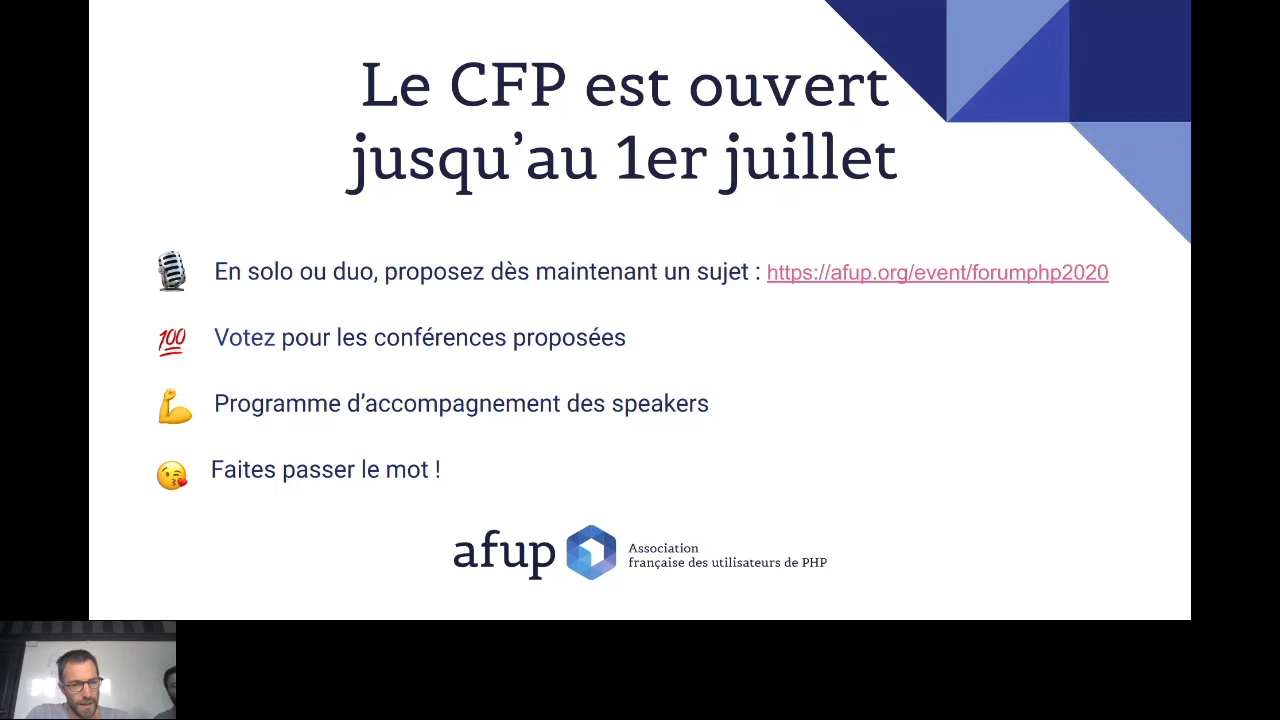 Le CFP est ouvert
jusqu’au 1er juillet
En solo ou duo, proposez dès maintenant un sujet : https://afup.org/event/forumphp2020
Votez pour les conférences proposées
Programme d’accompagnement des speakers
Faites passer le mot !
afup
Association
française des utilisateurs de PHP